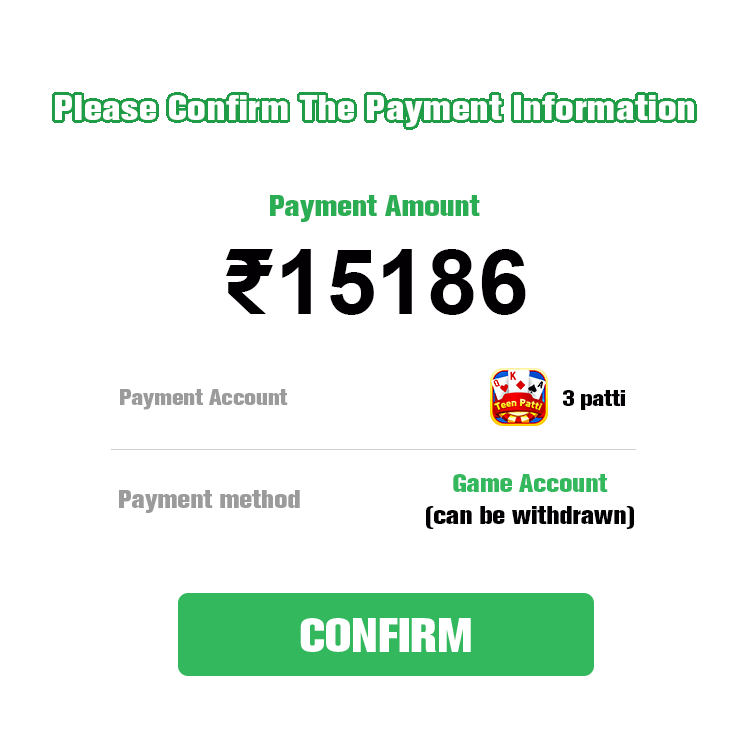 Please Confirm The Payment Information
Payment Amount
₹15186
Payment Account
Q K A
Teen Patti
3 patti
Payment method
Game Account
(can be withdrawn)
CONFIRM